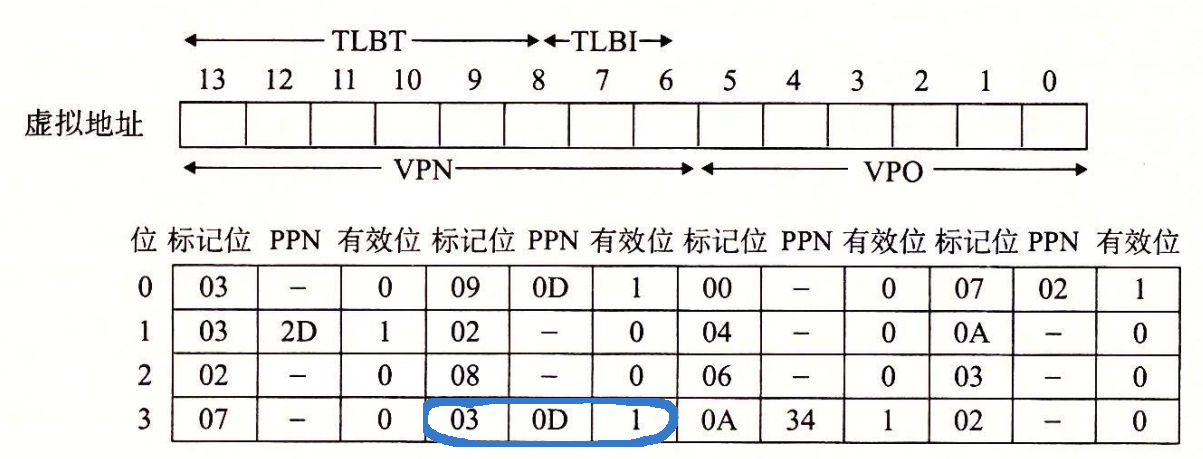 TLBT TLBI
13 12 11 10 9 8 7 6 5 4 3 2 1 0
虚拟地址
VPN VPO
位 标记位 PPN 有效位 标记位 PPN 有效位 标记位 PPN 有效位 标记位 PPN 有效位
0 03 – 0 09 0D 1 00 – 0 07 02 1
1 03 2D 1 02 – 0 04 – 0 0A – 0
2 02 – 0 08 – 0 06 – 0 03 – 0
3 07 – 0 03 0D 1 0A 34 1 02 – 0